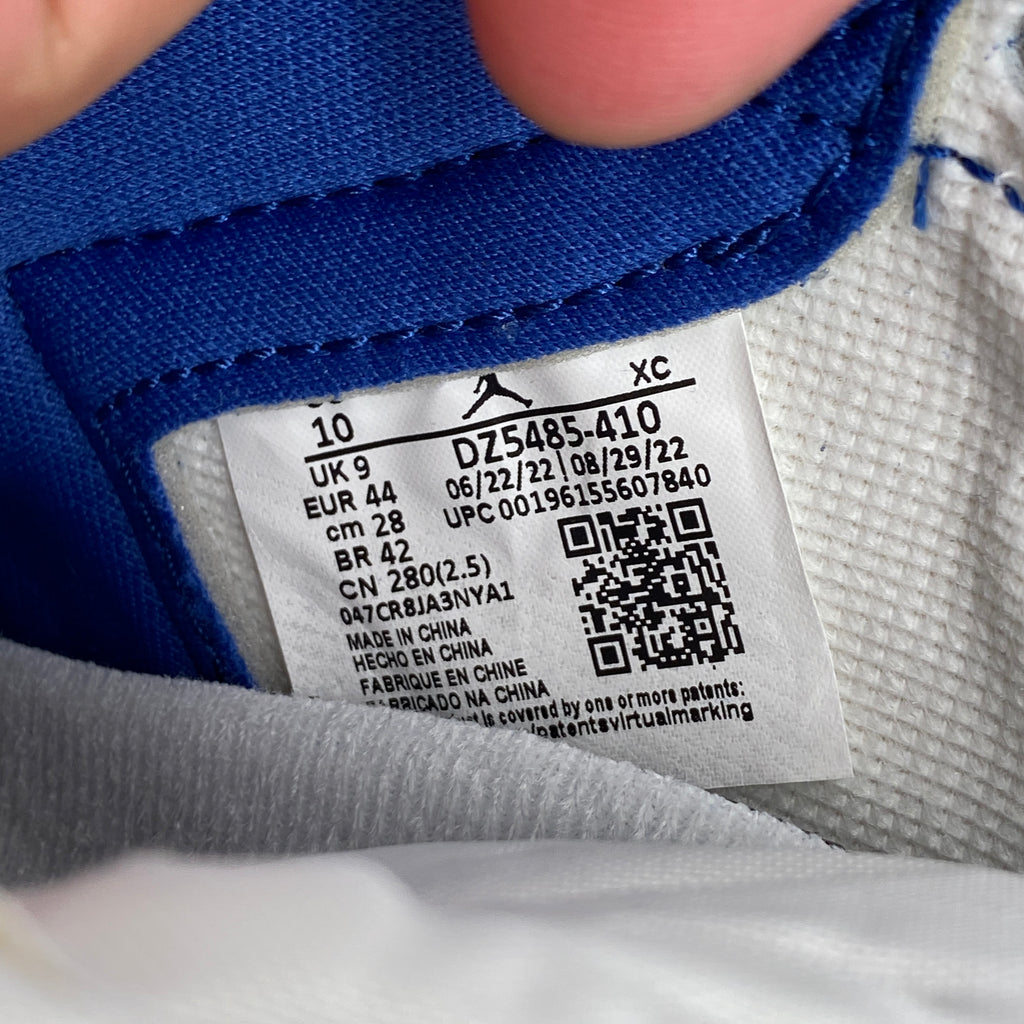 XC
10
DZ5485-410
UK 9
06/22/22|08/29/22
EUR 44
UPC 00196155607840
cm 28
BR 42
CN 280(2.5)
047CR8JA3NYA1
MADE IN CHINA
HECHO EN CHINA
FABRIQUE EN CHINE
FABRICADO NA CHINA
is covered by one or more patents:
/patentsvirtualmarking